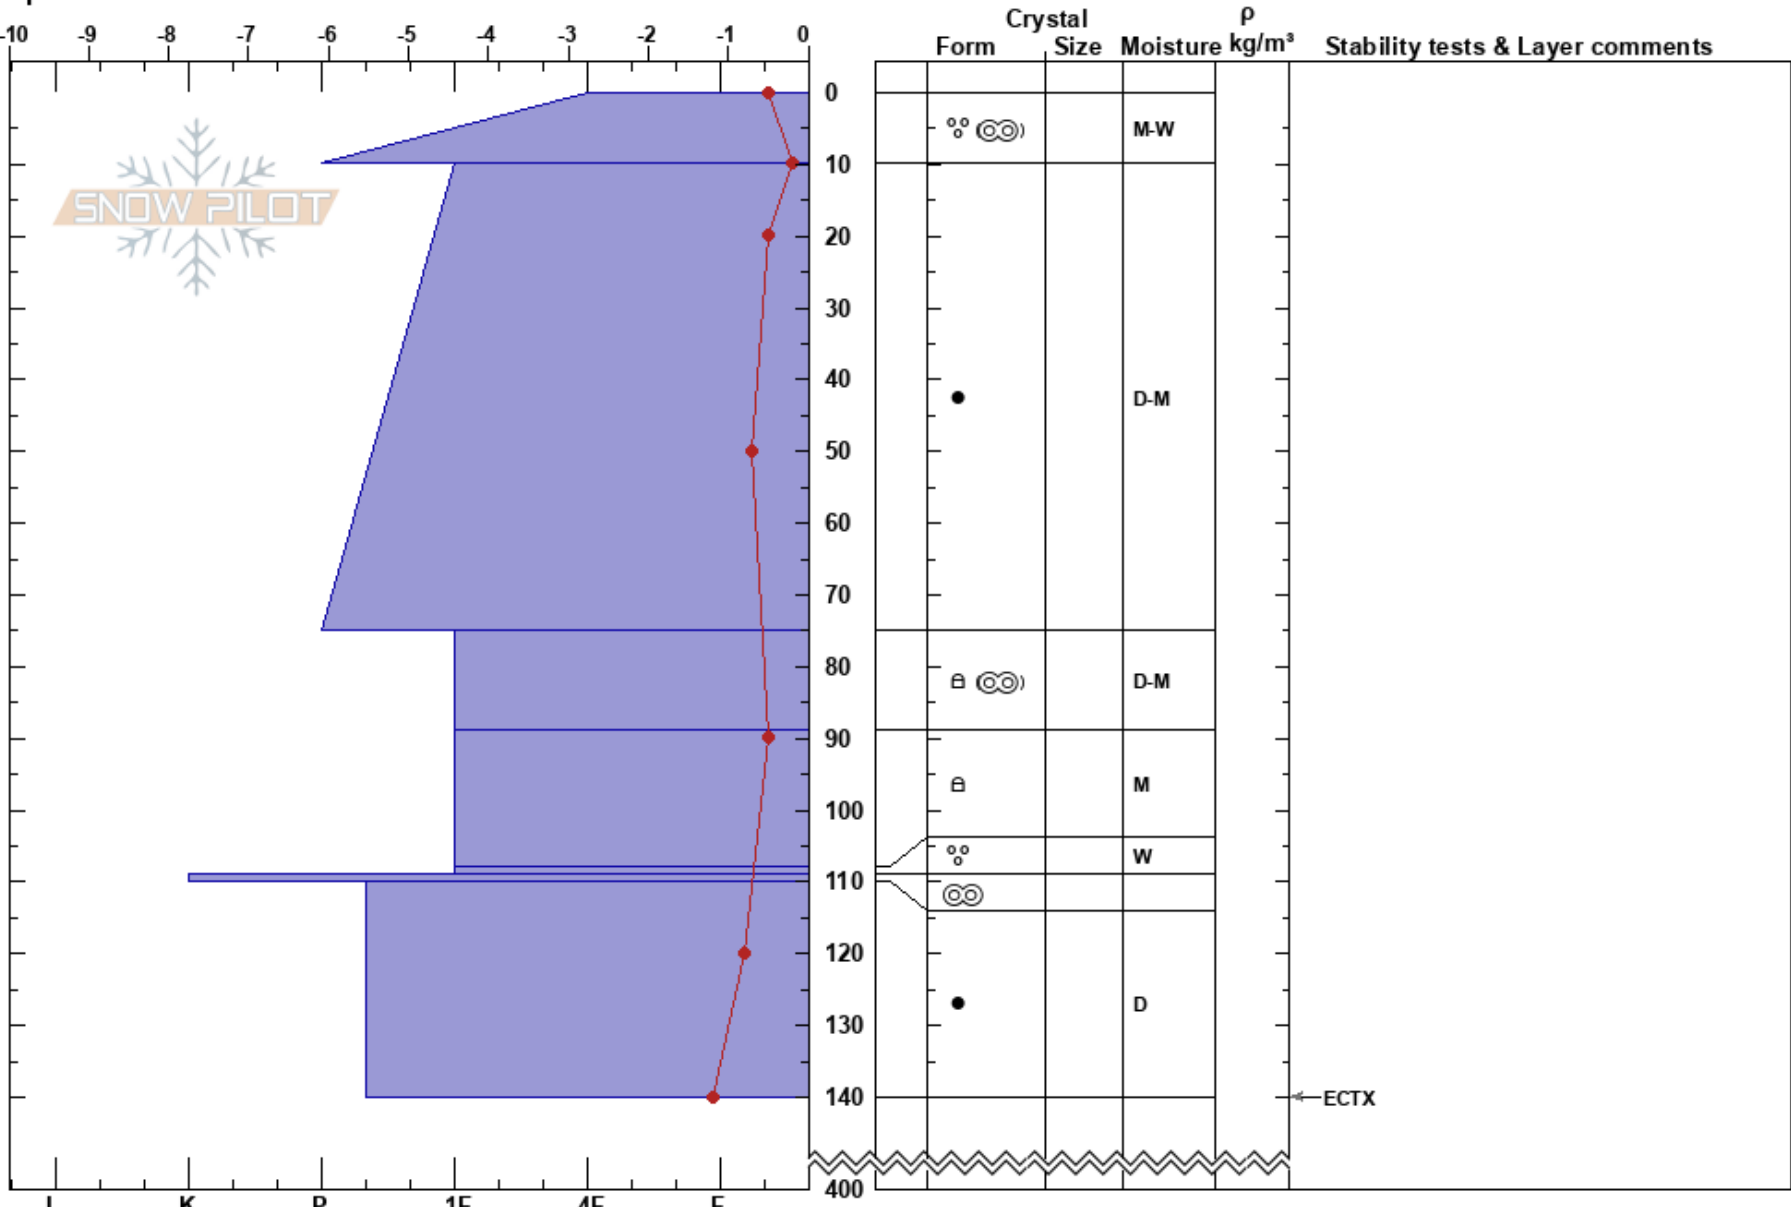 Crystal ρ
-10 -9 -8 -7 -6 -5 -4 -3 -2 -1 0 Form Size Moisture kg/m³ Stability tests & Layer comments
0
M-W
10
SNOW PILOT
20
30
40
D-M
50
60
70
80
D-M
90
M
100
W
110
120
D
130
140 ECTX
400
I K P 1F 4F F